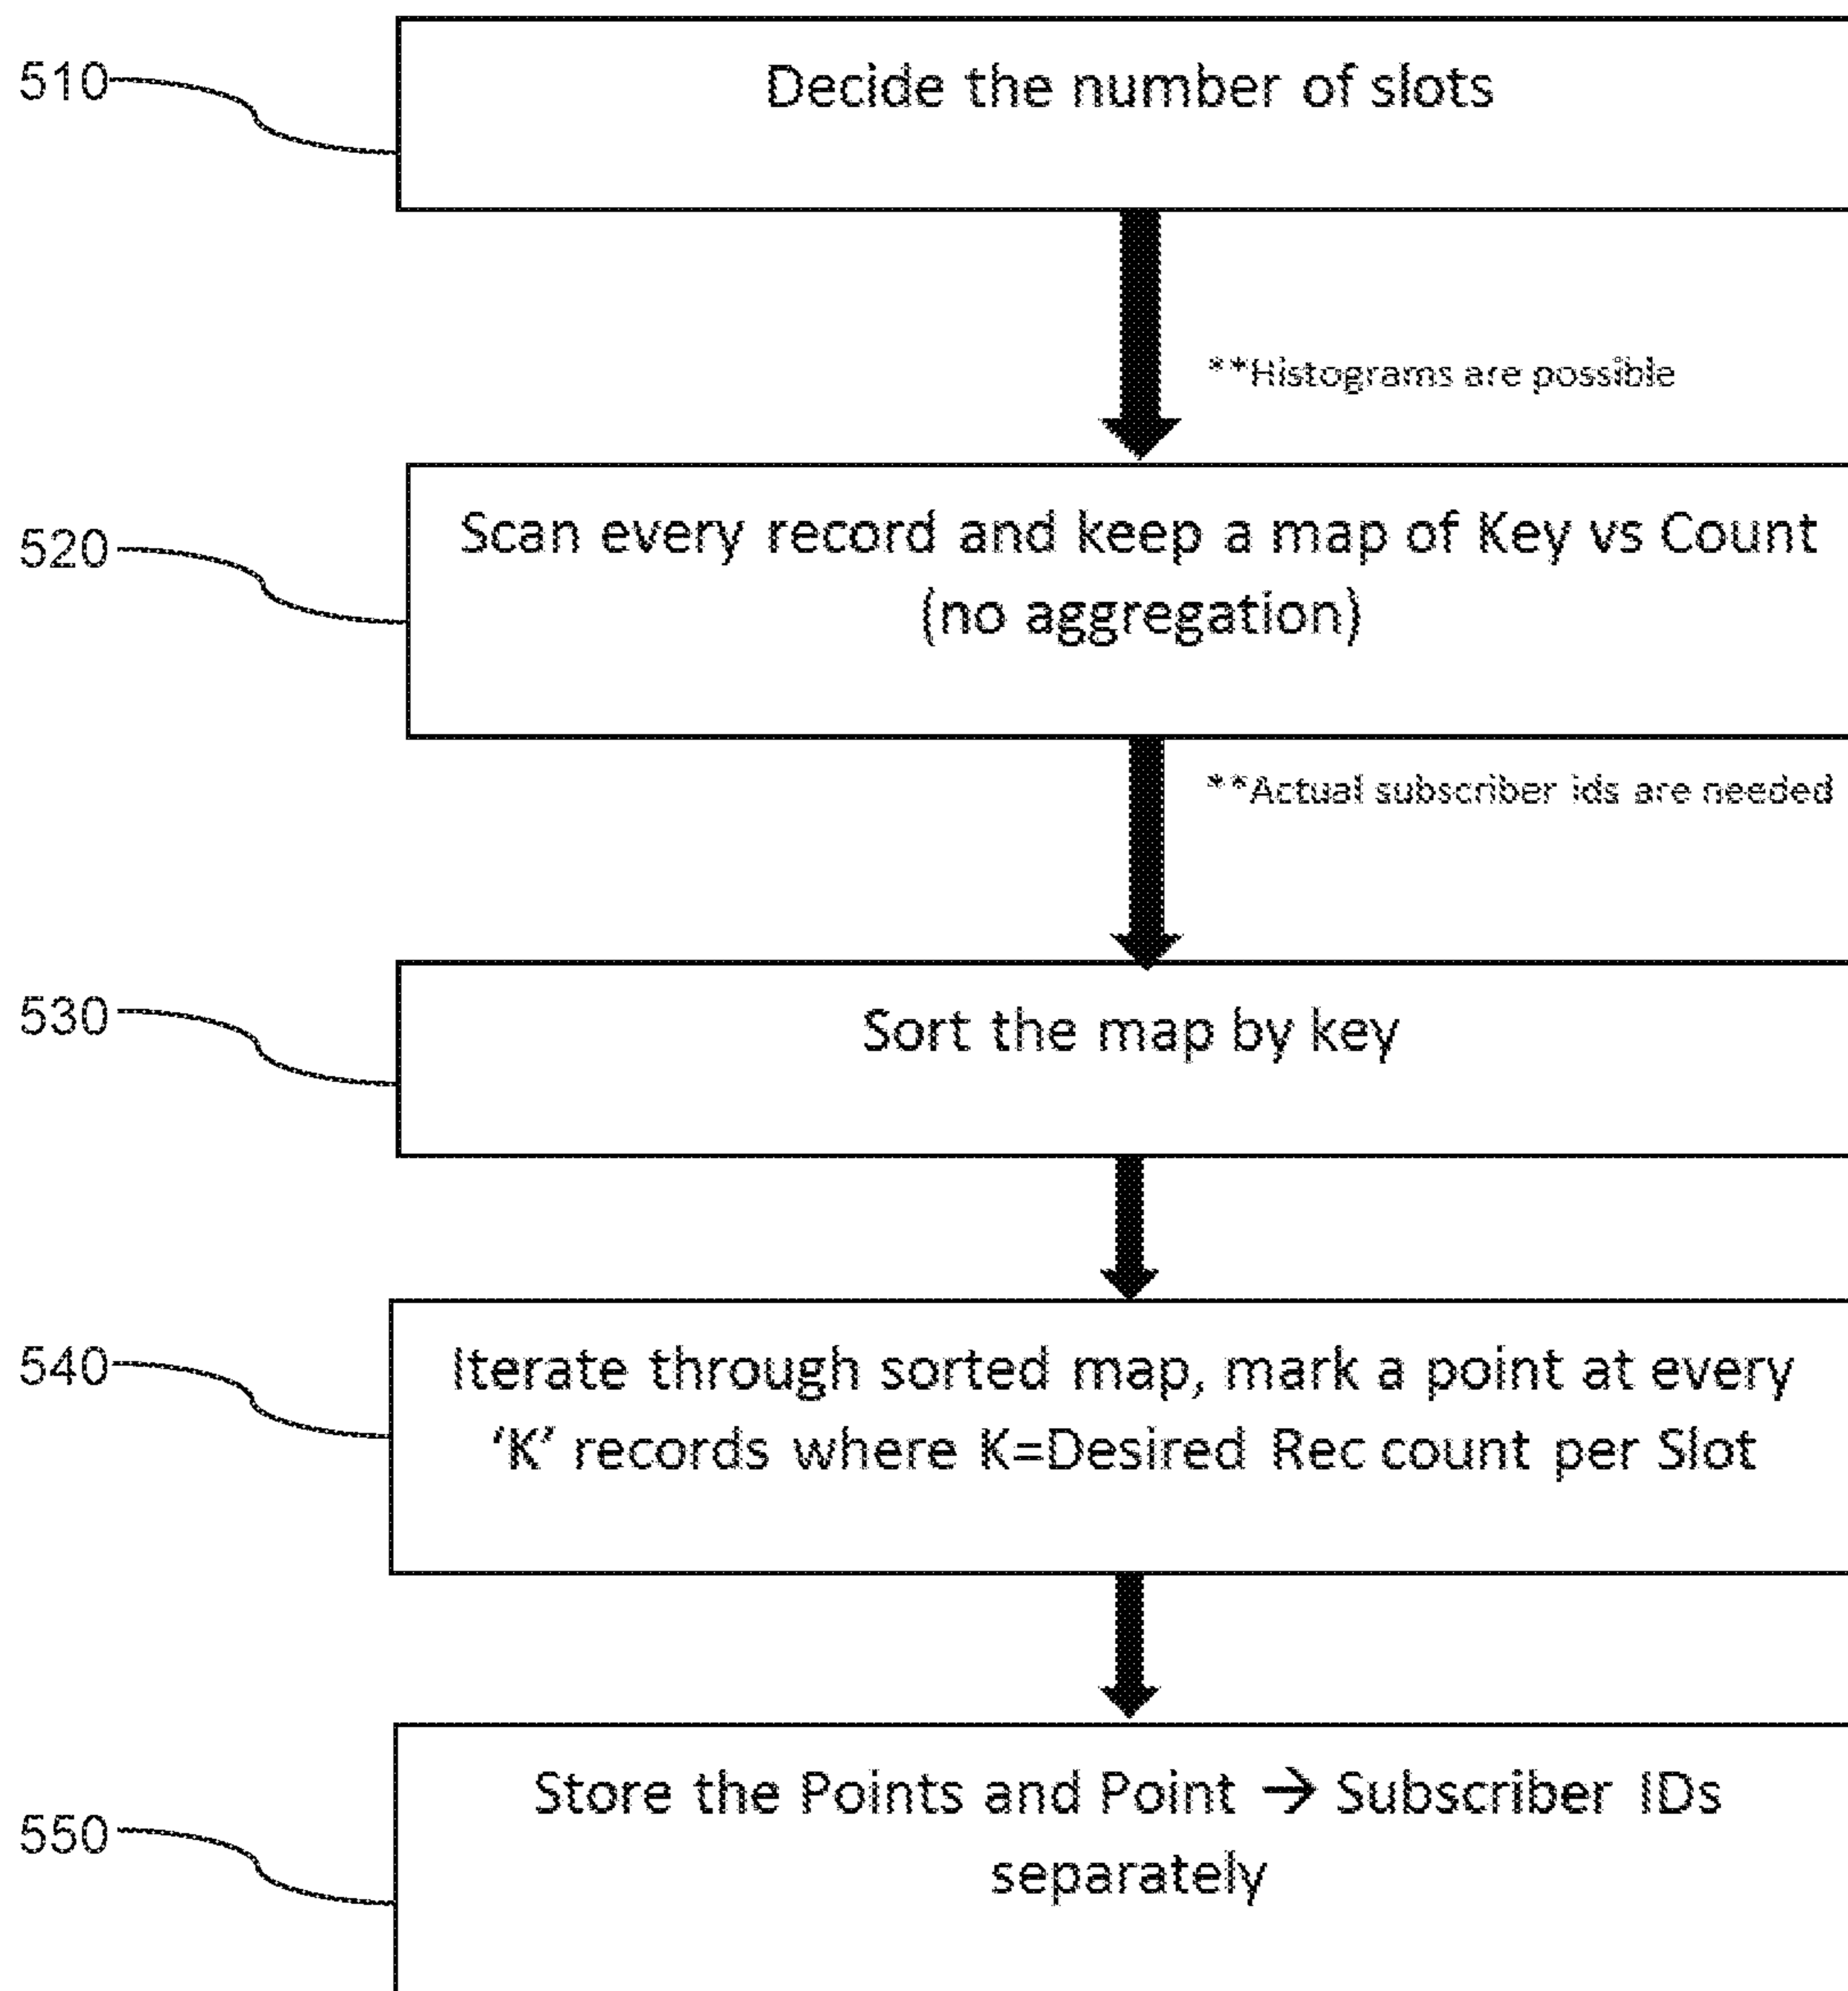 510
Decide the number of slots
**Histograms are possible
520
Scan every record and keep a map of Key vs Count
(no aggregation)
**Actual subscriber ids are needed
530
Sort the map by key
540
Iterate through sorted map, mark a point at every
‘K’ records where K=Desired Rec count per Slot
550
Store the Points and Point → Subscriber IDs
separately